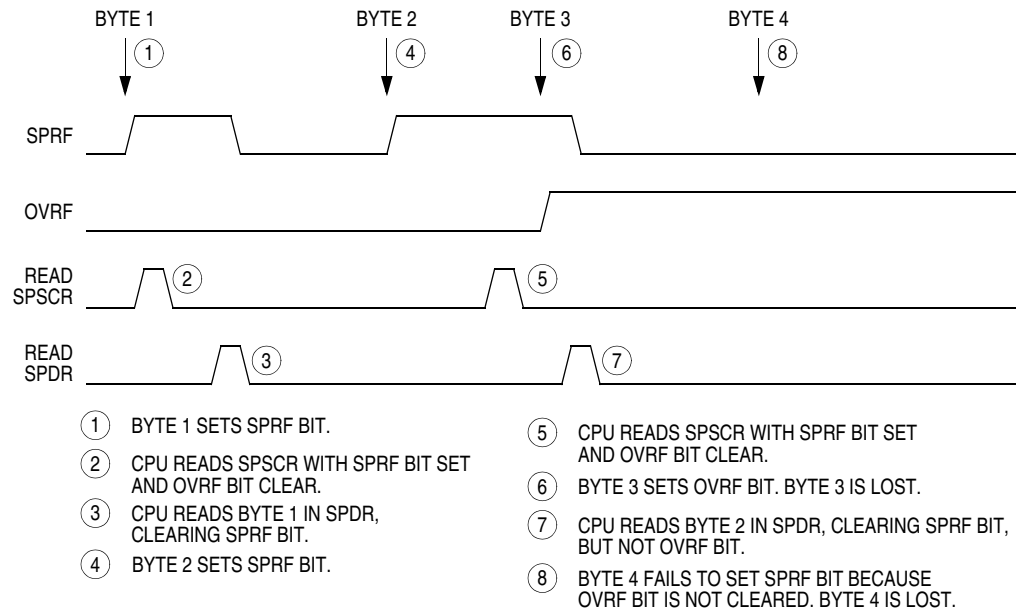 BYTE 1 BYTE 2 BYTE 3 BYTE 4
1 4 6 8
SPRF
OVRF
READ
SPSCR
2 5
READ
SPDR
3 7
1 BYTE 1 SETS SPRF BIT.
2 CPU READS SPSCR WITH SPRF BIT SET
AND OVRF BIT CLEAR.
3 CPU READS BYTE 1 IN SPDR,
CLEARING SPRF BIT.
4 BYTE 2 SETS SPRF BIT.
5 CPU READS SPSCR WITH SPRF BIT SET
AND OVRF BIT CLEAR.
6 BYTE 3 SETS OVRF BIT. BYTE 3 IS LOST.
7 CPU READS BYTE 2 IN SPDR, CLEARING SPRF BIT,
BUT NOT OVRF BIT.
8 BYTE 4 FAILS TO SET SPRF BIT BECAUSE
OVRF BIT IS NOT CLEARED. BYTE 4 IS LOST.